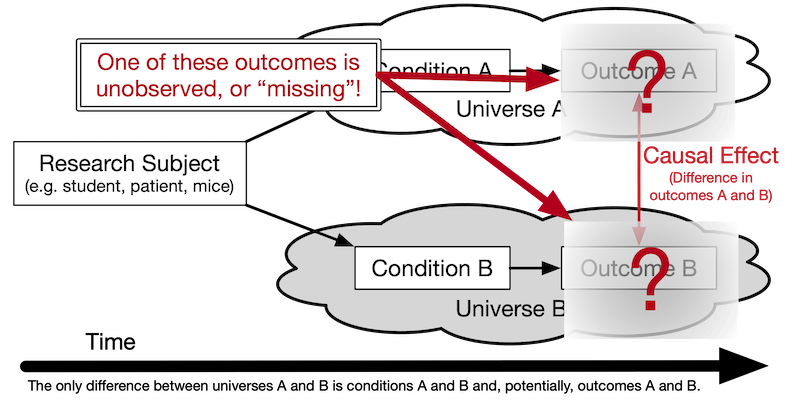 One of these outcomes is
unobserved, or “missing”!
Condition A
Outcome A
?
Universe A
Research Subject
(e.g. student, patient, mice)
Causal Effect
(Difference in
outcomes A and B)
Condition B
Outcome B
?
Universe B
Time
The only difference between universes A and B is conditions A and B and, potentially, outcomes A and B.